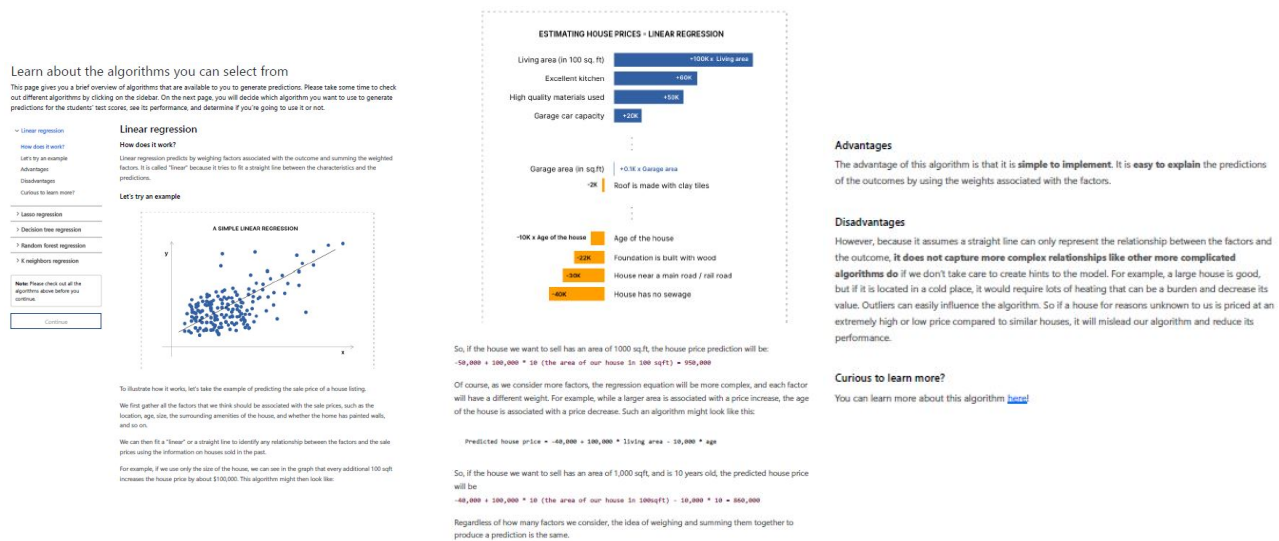 Learn about the algorithms you can select from
This page gives you a brief overview of algorithms that are available to you to generate predictions. Please take some time to check
out different algorithms by clicking on the sidebar. On the next page, you will decide which algorithm you want to use to generate
predictions for the students' test scores, see its performance, and determine if you're going to use it or not.
Linear regression
How does it work?
Let's try an example
Advantages
Disadvantages
Curious to learn more?
Lasso regression
Decision tree regression
Random forest regression
K neighbors regression
Note: Please check out all the
algorithms above before you
continue.
Continue
Linear regression
How does it work?
Linear regression predicts by weighing factors associated with the outcome and summing the weighted
factors. It is called "linear" because it tries to fit a straight line between the characteristics and the
predictions.
Let's try an example
A SIMPLE LINEAR REGRESSION
y
x
To illustrate how it works, let's take the example of predicting the sale price of a house listing.
We first gather all the factors that we think should be associated with the sale prices, such as the
location, age, size, the surrounding amenities of the house, and whether the home has painted walls,
and so on.
We can then fit a "linear" or a straight line to identify any relationship between the factors and the sale
prices using the information on houses sold in the past.
For example, if we use only the size of the house, we can see in the graph that every additional 100 sqft
increases the house price by about $100,000. This algorithm might then look like:
ESTIMATING HOUSE PRICES - LINEAR REGRESSION
Living area (in 100 sq. ft) +100K x Living area
Excellent kitchen +60K
High quality materials used +50K
Garage car capacity +20K
Garage area (in sq.ft) +0.1K x Garage area
-2K Roof is made with clay tiles
-10K x Age of the house Age of the house
-22K Foundation is built with wood
-30K House near a main road / rail road
-40K House has no sewage
So, if the house we want to sell has an area of 1000 sq.ft, the house price prediction will be:
-50,000 + 100,000 * 10 (the area of our house in 100 sqft) = 950,000
Of course, as we consider more factors, the regression equation will be more complex, and each factor
will have a different weight. For example, while a larger area is associated with a price increase, the age
of the house is associated with a price decrease. Such an algorithm might look like this:
Predicted house price = -40,000 + 100,000 * living area - 10,000 * age
So, if the house we want to sell has an area of 1,000 sqft, and is 10 years old, the predicted house price
will be
-40,000 + 100,000 * 10 (the area of our house in 100sqft) - 10,000 * 10 = 860,000
Regardless of how many factors we consider, the idea of weighing and summing them together to
produce a prediction is the same.
Advantages
The advantage of this algorithm is that it is simple to implement. It is easy to explain the predictions
of the outcomes by using the weights associated with the factors.
Disadvantages
However, because it assumes a straight line can only represent the relationship between the factors and
the outcome, it does not capture more complex relationships like other more complicated
algorithms do if we don't take care to create hints to the model. For example, a large house is good,
but if it is located in a cold place, it would require lots of heating that can be a burden and decrease its
value. Outliers can easily influence the algorithm. So if a house for reasons unknown to us is priced at an
extremely high or low price compared to similar houses, it will mislead our algorithm and reduce its
performance.
Curious to learn more?
You can learn more about this algorithm here!